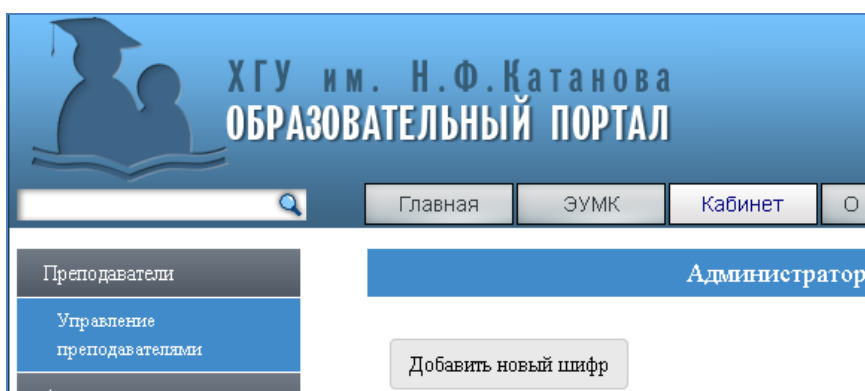 ХГУ им. Н.Ф.Катанова
ОБРАЗОВАТЕЛЬНЫЙ ПОРТАЛ
Главная
ЭУМК
Кабинет
О
Преподаватели
Администратор
Управление
преподавателями
Добавить новый шифр